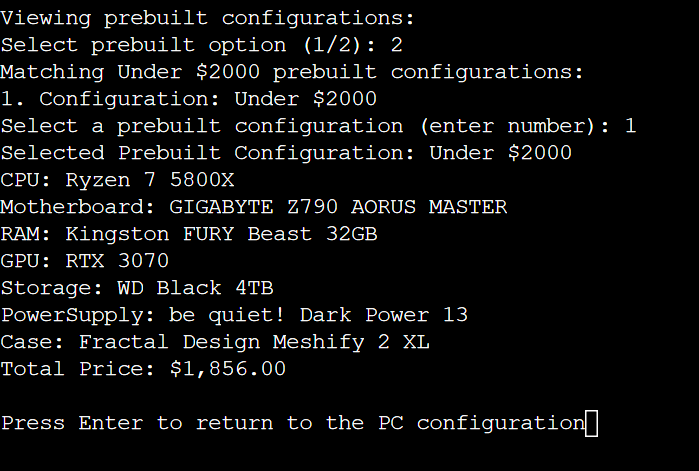 Viewing prebuilt configurations:
Select prebuilt option (1/2): 2
Matching Under $2000 prebuilt configurations:
1. Configuration: Under $2000
Select a prebuilt configuration (enter number): 1
Selected Prebuilt Configuration: Under $2000
CPU: Ryzen 7 5800X
Motherboard: GIGABYTE Z790 AORUS MASTER
RAM: Kingston FURY Beast 32GB
GPU: RTX 3070
Storage: WD Black 4TB
PowerSupply: be quiet! Dark Power 13
Case: Fractal Design Meshify 2 XL
Total Price: $1,856.00
Press Enter to return to the PC configuration